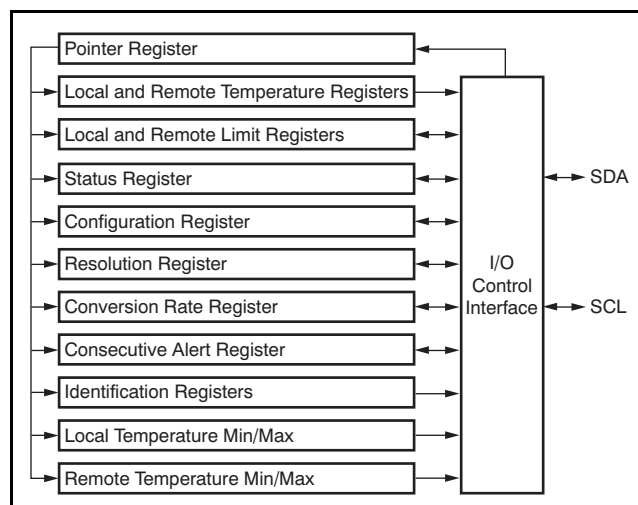 Pointer Register
Local and Remote Temperature Registers
Local and Remote Limit Registers
Status Register
Configuration Register
Resolution Register
Conversion Rate Register
Consecutive Alert Register
Identification Registers
Local Temperature Min/Max
Remote Temperature Min/Max
I/O
Control
Interface
SDA
SCL